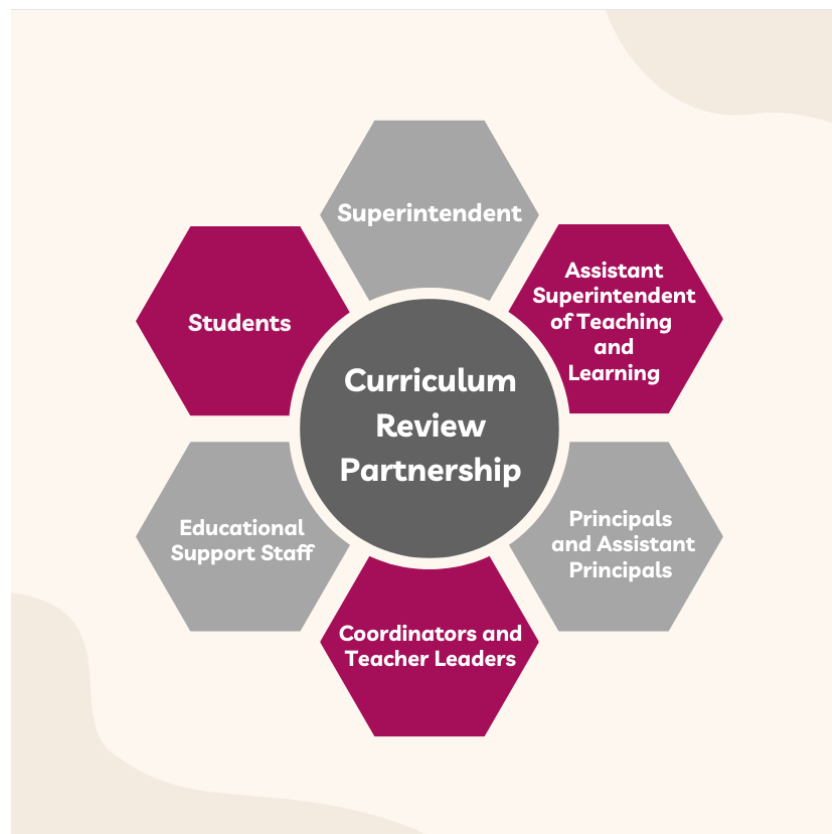 Superintendent
Assistant
Superintendent
of Teaching
and
Learning
Students
Curriculum
Review
Partnership
Educational
Support Staff
Principals
and Assistant
Principals
Coordinators and
Teacher Leaders